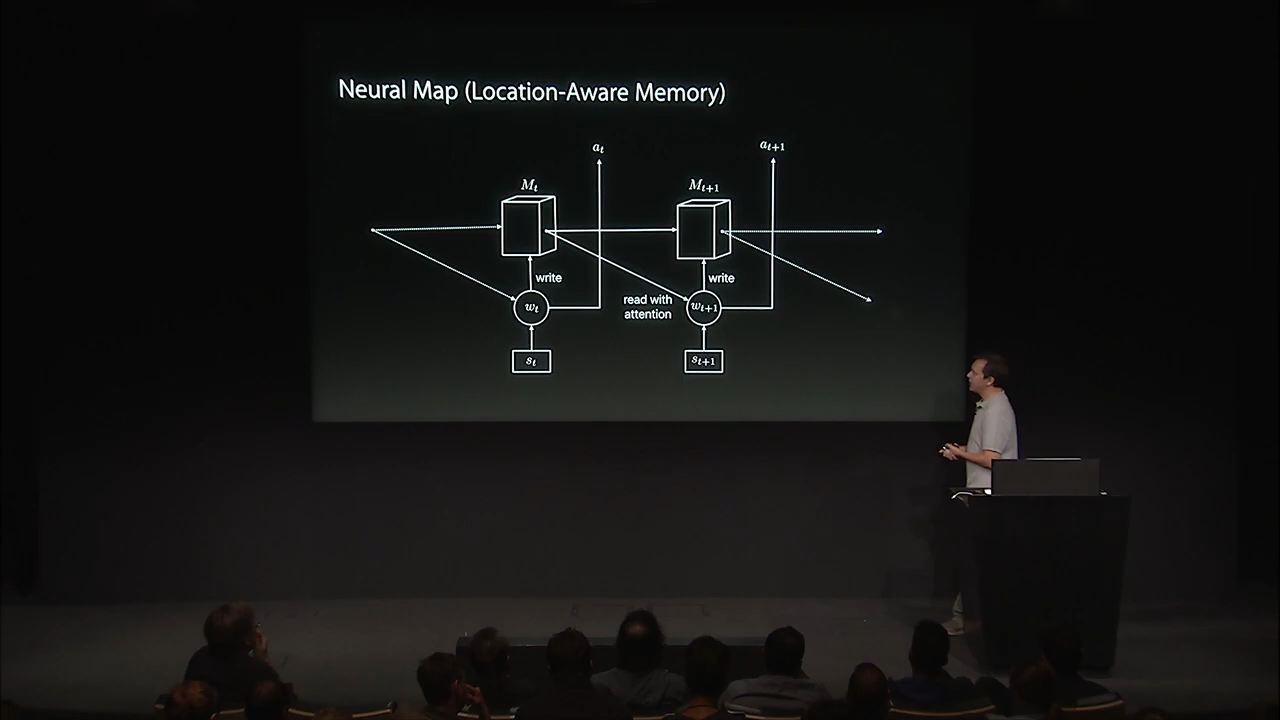 Neural Map (Location-Aware Memory)
a_t
a_{t+1}
M_t
M_{t+1}
write
write
read with
attention
w_t
w_{t+1}
s_t
s_{t+1}